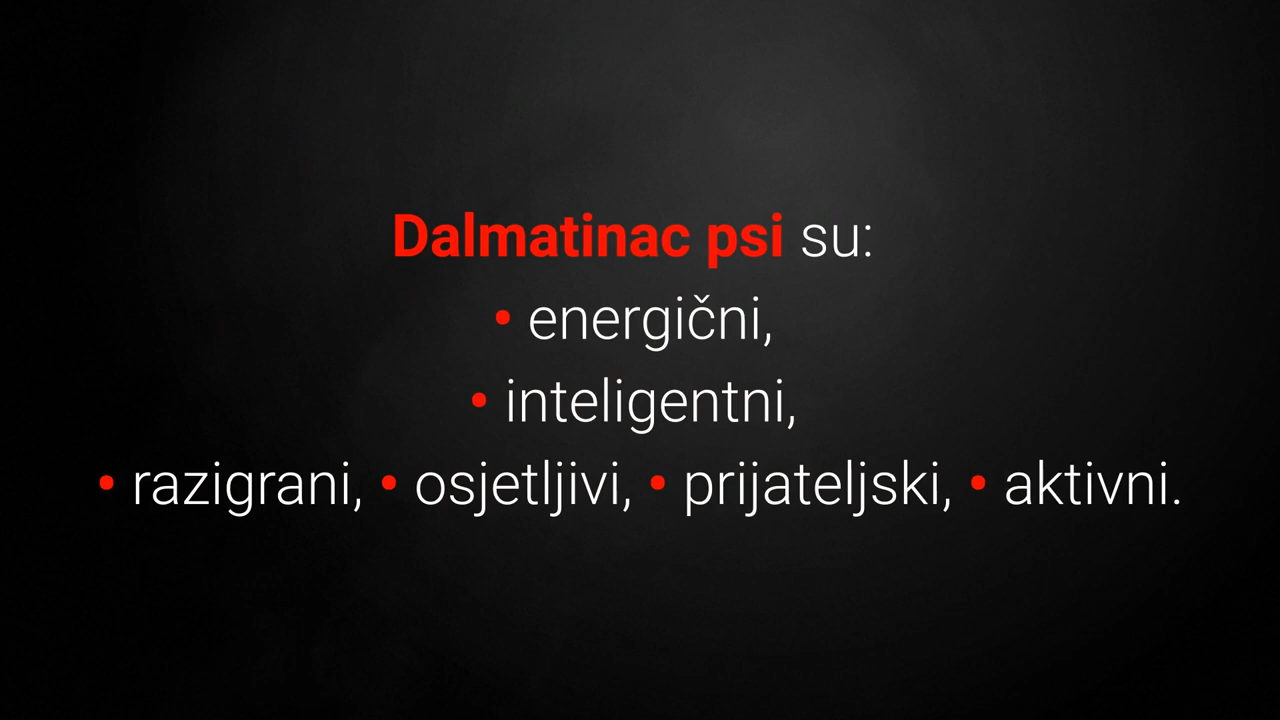 Dalmatinac psi su:
• energični,
• inteligentni,
• razigrani, • osjetljivi, • prijateljski, • aktivni.